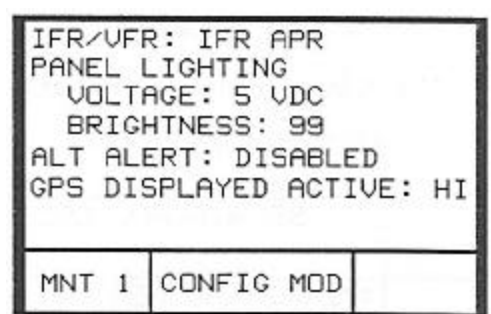 IFR/VFR: IFR APR
PANEL LIGHTING
VOLTAGE: 5 VDC
BRIGHTNESS: 99
ALT ALERT: DISABLED
GPS DISPLAYED ACTIVE: HI
MNT 1 CONFIG MOD